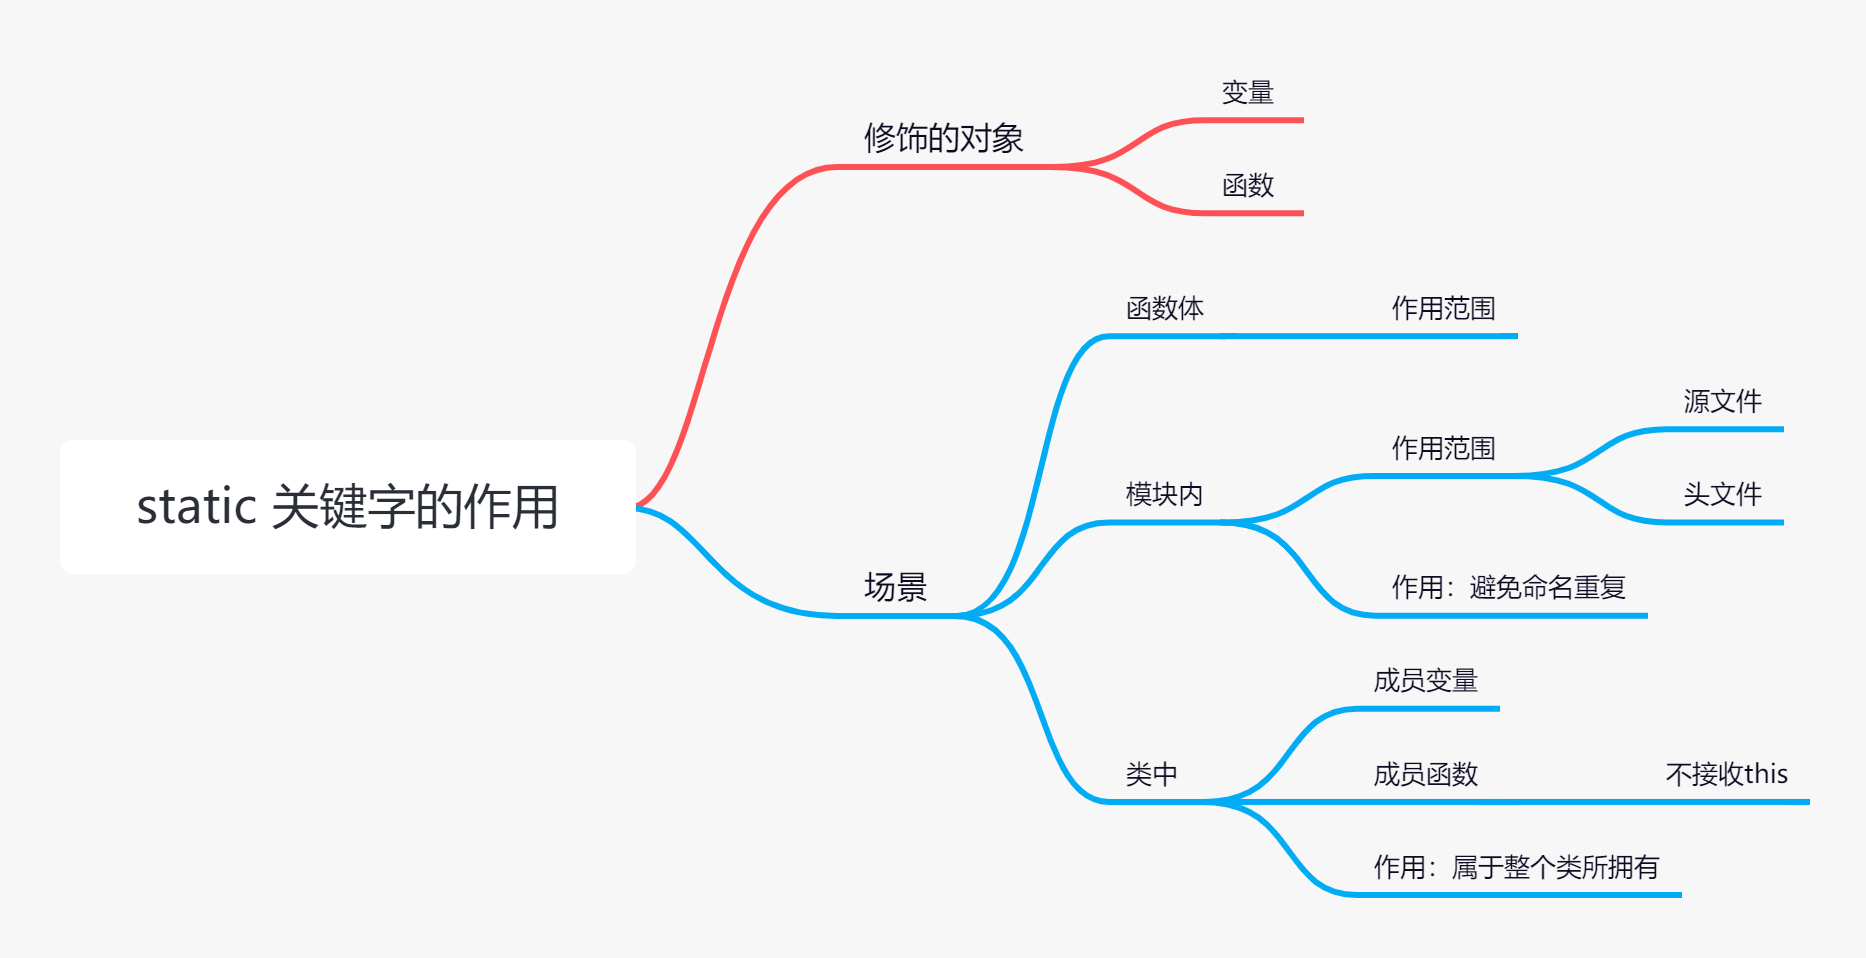 static 关键字的作用
修饰的对象
变量
函数
场景
函数体
作用范围
模块内
作用范围
源文件
头文件
作用：避免命名重复
类中
成员变量
成员函数
不接收this
作用：属于整个类所拥有